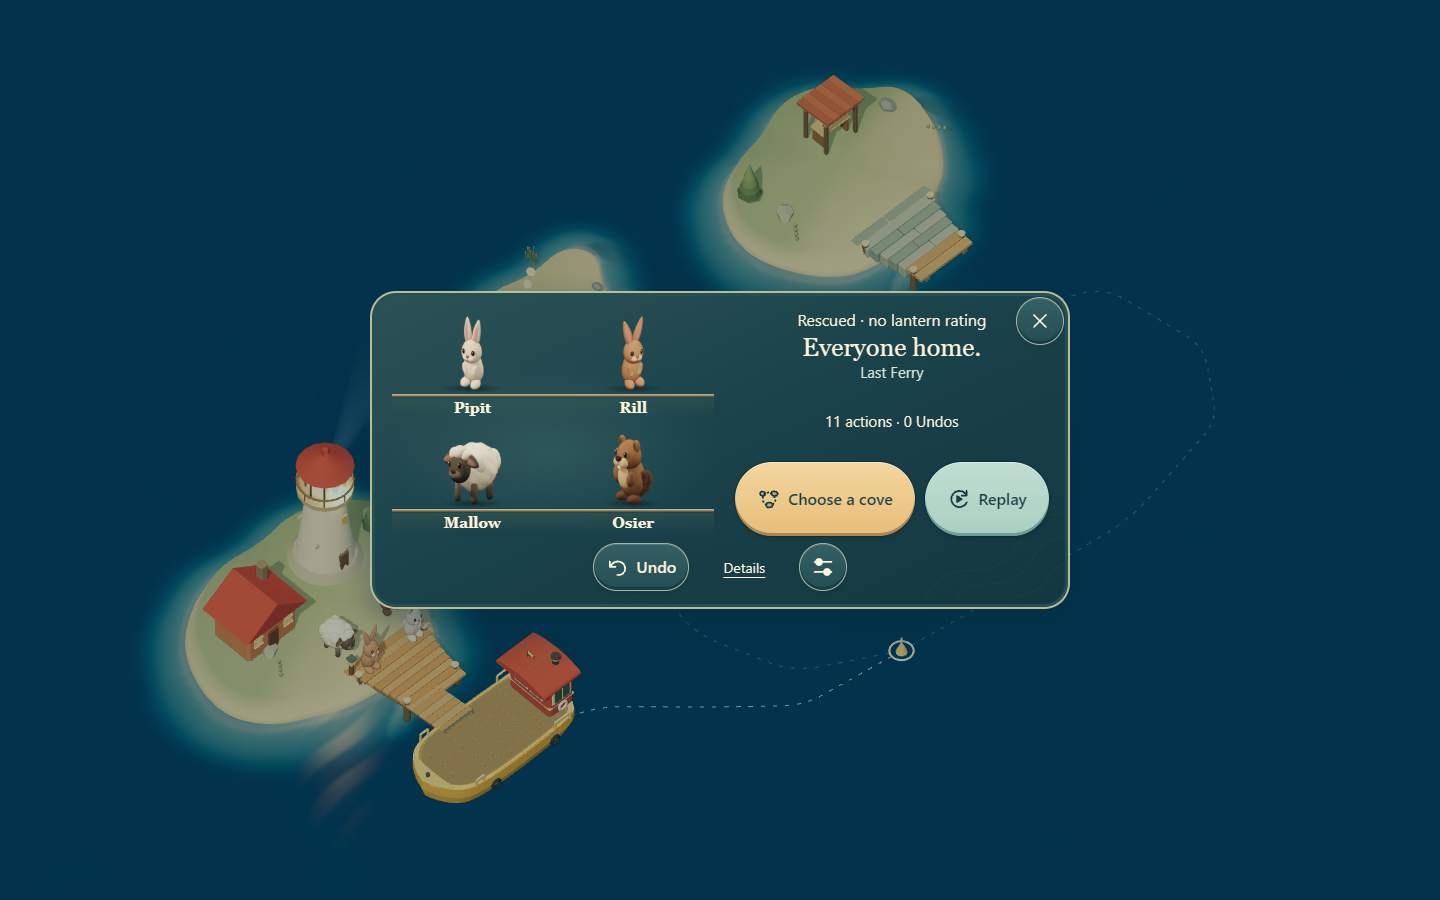 Pipit
Rill
Mallow
Osier
Rescued · no lantern rating
Everyone home.
Last Ferry
11 actions · 0 Undos
Choose a cove
Replay
Undo
Details